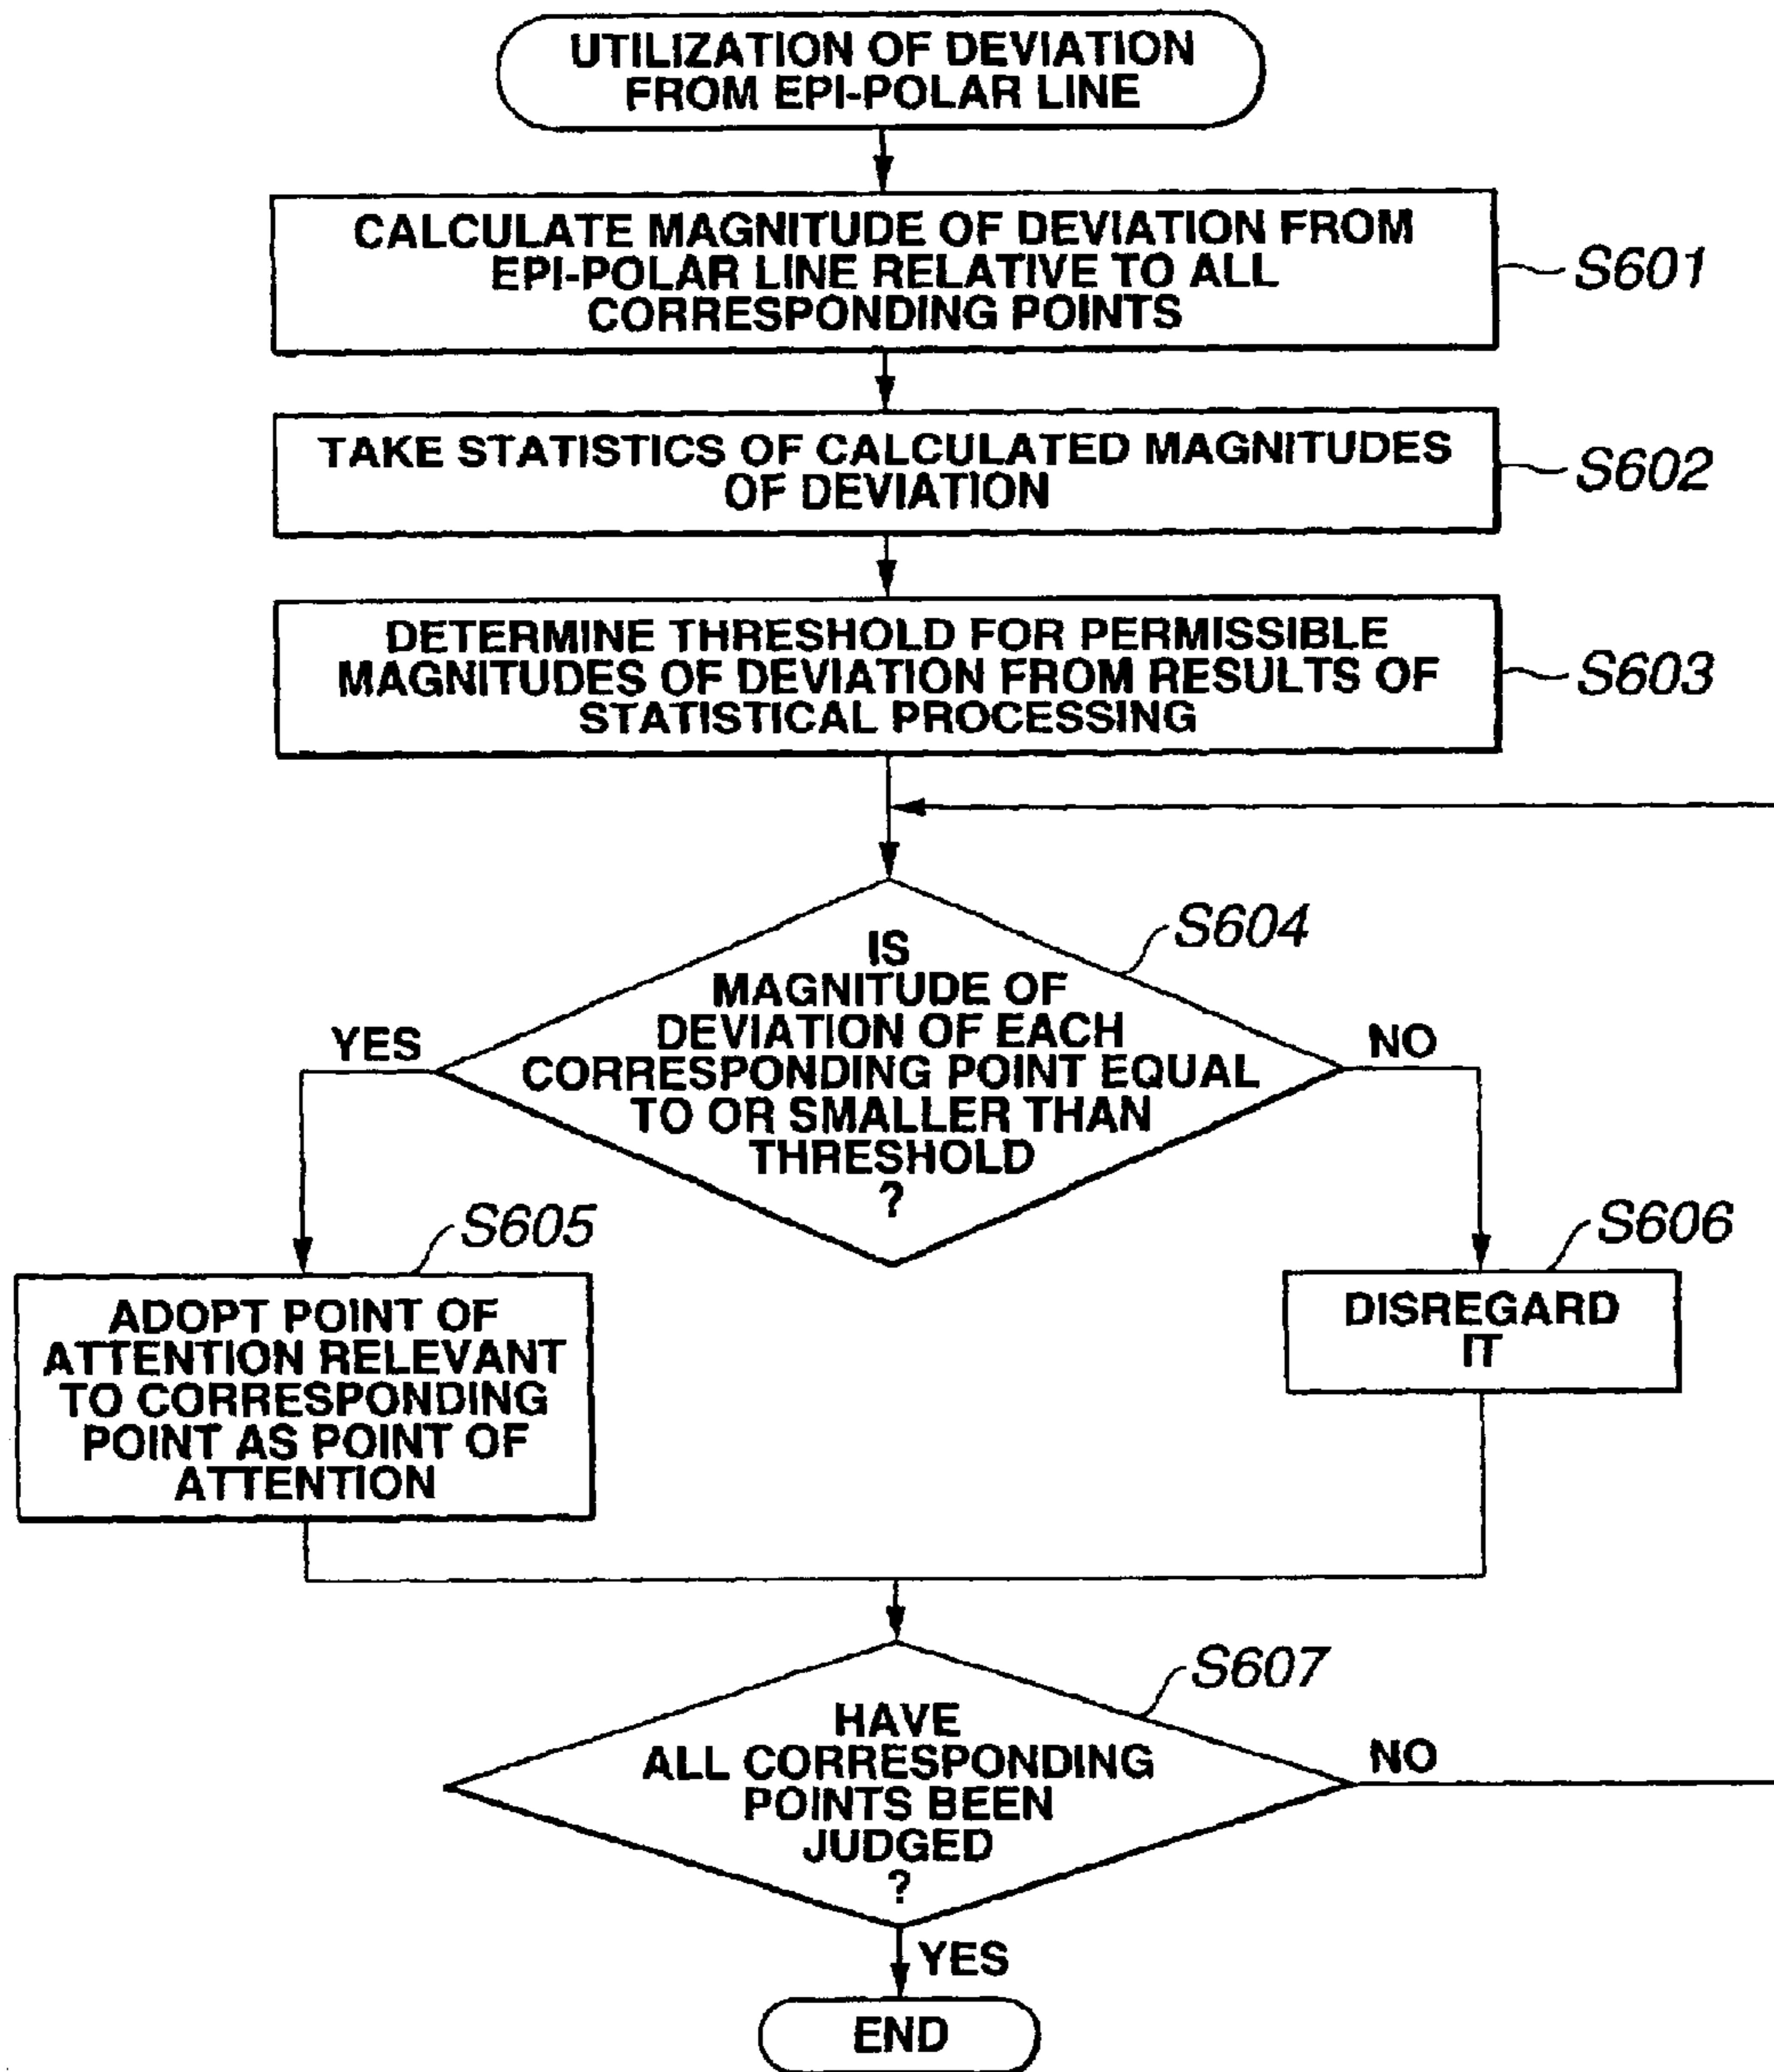 UTILIZATION OF DEVIATION
FROM EPI-POLAR LINE
CALCULATE MAGNITUDE OF DEVIATION FROM
EPI-POLAR LINE RELATIVE TO ALL
CORRESPONDING POINTS
S601
TAKE STATISTICS OF CALCULATED MAGNITUDES
OF DEVIATION
S602
DETERMINE THRESHOLD FOR PERMISSIBLE
MAGNITUDES OF DEVIATION FROM RESULTS OF
STATISTICAL PROCESSING
S603
S604
IS
MAGNITUDE OF
DEVIATION OF EACH
CORRESPONDING POINT EQUAL
TO OR SMALLER THAN
THRESHOLD
?
YES
NO
S605
ADOPT POINT OF
ATTENTION RELEVANT
TO CORRESPONDING
POINT AS POINT OF
ATTENTION
S606
DISREGARD
IT
S607
HAVE
ALL CORRESPONDING
POINTS BEEN
JUDGED
?
NO
YES
END